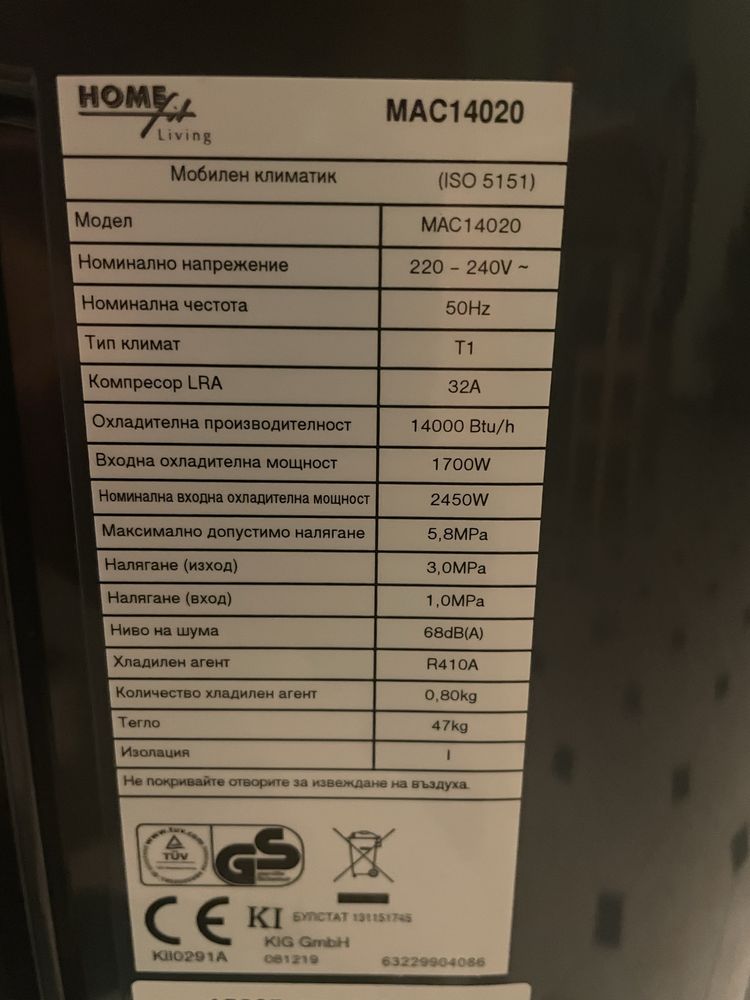 HOME fit
Living
MAC14020
Мобилен климатик (ISO 5151)
Модел MAC14020
Номинално напрежение 220 – 240V ~
Номинална честота 50Hz
Тип климат T1
Компресор LRA 32A
Охладителна производителност 14000 Btu/h
Входна охладителна мощност 1700W
Номинална входна охладителна мощност 2450W
Максимално допустимо налягане 5,8MPa
Налягане (изход) 3,0MPa
Налягане (вход) 1,0MPa
Ниво на шума 68dB(A)
Хладилен агент R410A
Количество хладилен агент 0,80kg
Тегло 47kg
Изолация I
Не покривайте отворите за извеждане на въздуха.
TÜV
GS
CE KI БУЛСТАТ 131151745
KIG GmbH
KII0291A 081219 63229904086